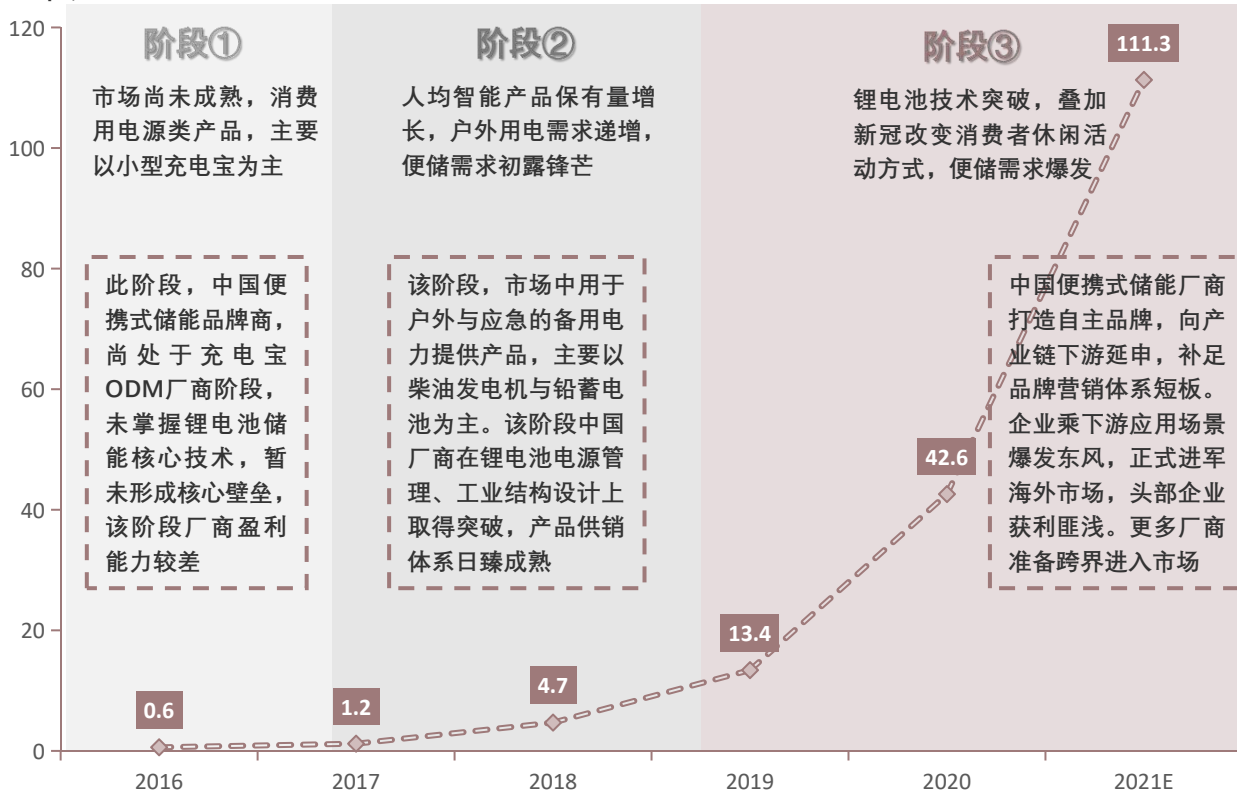 阶段①
阶段②
阶段③
市场尚未成熟，消费
用电源类产品，主要
以小型充电宝为主
人均智能产品保有量增
长，户外用电需求递增，
便储需求初露锋芒
锂电池技术突破，叠加
新冠改变消费者休闲活
动方式，便储需求爆发
此阶段，中国便
携式储能品牌商，
尚处于充电宝
ODM厂商阶段，
未掌握锂电池储
能核心技术，暂
未形成核心壁垒，
该阶段厂商盈利
能力较差
该阶段，市场中用于
户外与应急的备用电
力提供产品，主要以
柴油发电机与铅蓄电
池为主。该阶段中国
厂商在锂电池电源管
理、工业结构设计上
取得突破，产品供销
体系日臻成熟
中国便携式储能厂商
打造自主品牌，向产
业链下游延申，补足
品牌营销体系短板。
企业乘下游应用场景
爆发东风，正式进军
海外市场，头部企业
获利匪浅。更多厂商
准备跨界进入市场
120
100
80
60
40
20
0
0.6
1.2
4.7
13.4
42.6
111.3
2016
2017
2018
2019
2020
2021E